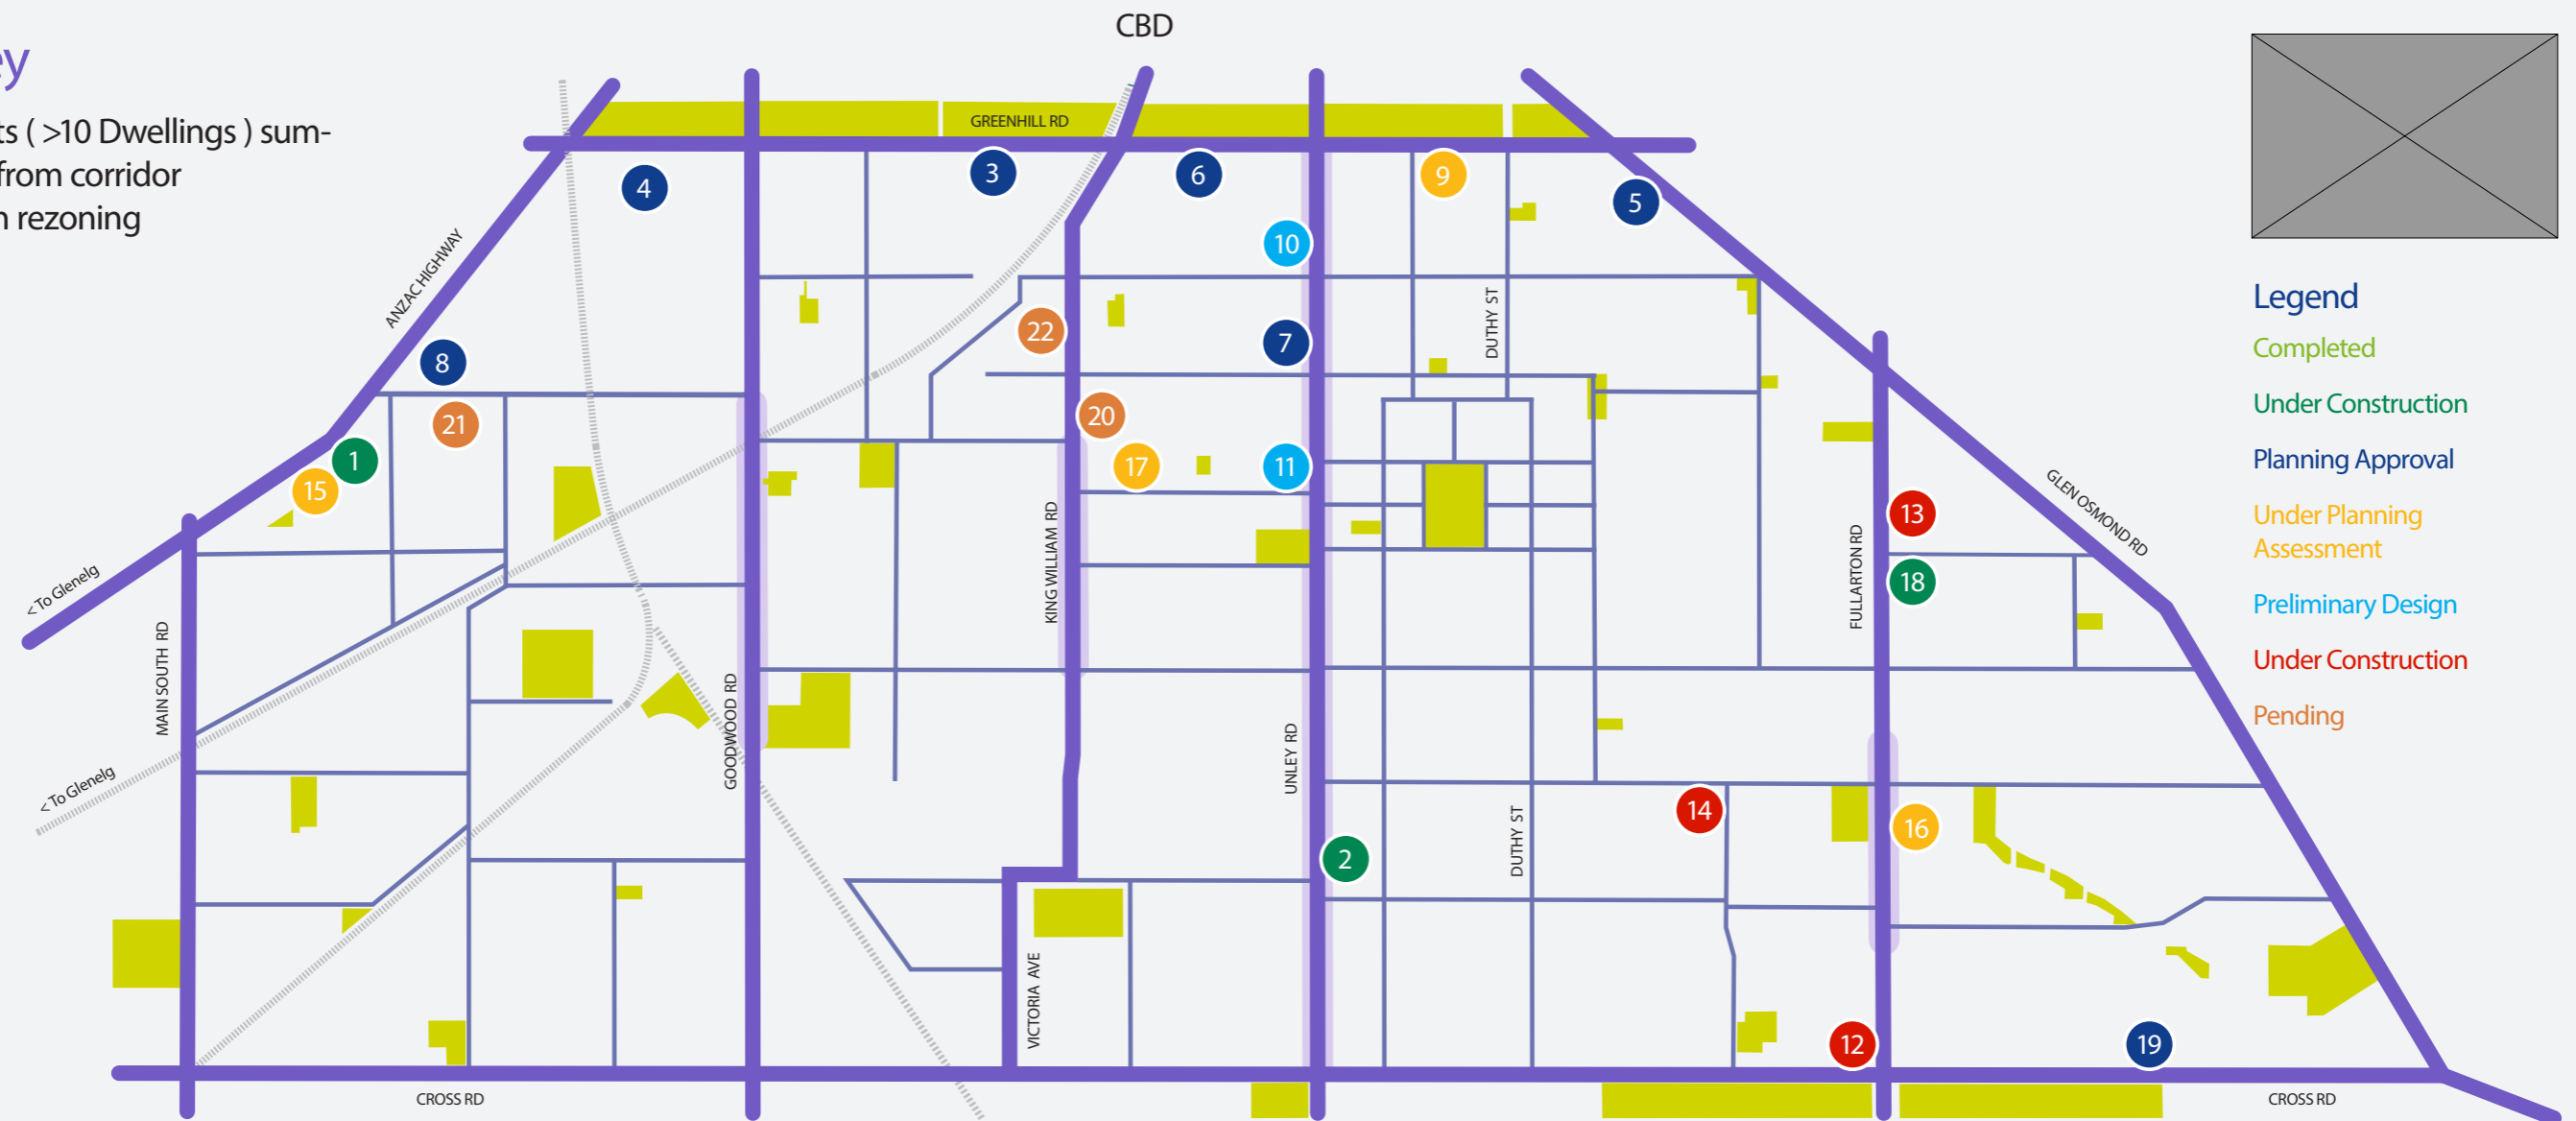 CBD
ey
ts ( >10 Dwellings ) sum-
from corridor
n rezoning
GREENHILL RD
4
3
6
9
5
10
ANZAC HIGHWAY
Legend
22
7
DUTHY ST
8
Completed
21
20
Under Construction
1
15
17
11
Planning Approval
GLEN OSMOND RD
13
Under Planning
Assessment
KING WILLIAM RD
FULLARTON RD
< To Glenelg
18
Preliminary Design
MAIN SOUTH RD
Under Construction
GOODWOOD RD
UNLEY RD
Pending
< To Glenelg
14
16
DUTHY ST
2
VICTORIA AVE
12
19
CROSS RD
CROSS RD